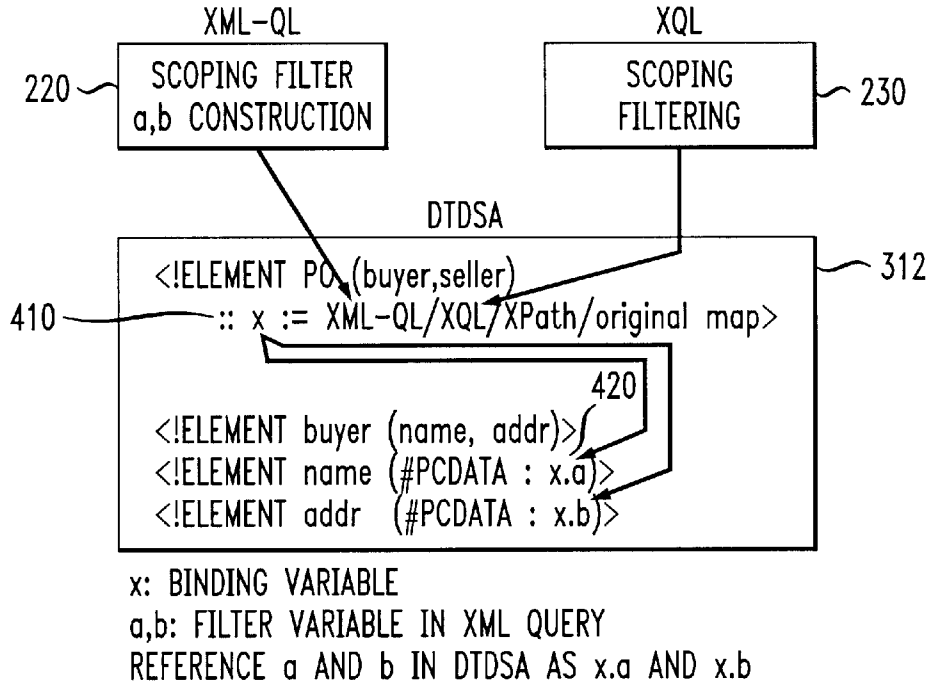 XML-QL
XQL
220
SCOPING FILTER
a,b CONSTRUCTION
SCOPING
FILTERING
230
DTDSA
312
<!ELEMENT PO (buyer,seller)
410
:: x := XML-QL/XQL/XPath/original map>
420
<!ELEMENT buyer (name, addr)>
<!ELEMENT name (#PCDATA : x.a)>
<!ELEMENT addr (#PCDATA : x.b)>
x: BINDING VARIABLE
a,b: FILTER VARIABLE IN XML QUERY
REFERENCE a AND b IN DTDSA AS x.a AND x.b